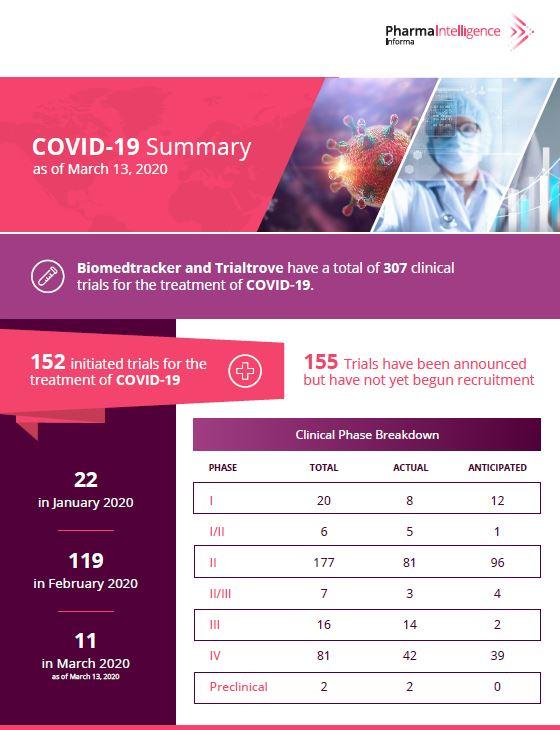 PharmaIntelligence
Informa
COVID-19 Summary
as of March 13, 2020
Biomedtracker and Trialtrove have a total of 307 clinical
trials for the treatment of COVID-19.
152 initiated trials for the
treatment of COVID-19
155 Trials have been announced
but have not yet begun recruitment
22
in January 2020
119
in February 2020
11
in March 2020
as of March 13, 2020
Clinical Phase Breakdown
PHASE TOTAL ACTUAL ANTICIPATED
I 20 8 12
I/II 6 5 1
II 177 81 96
II/III 7 3 4
III 16 14 2
IV 81 42 39
Preclinical 2 2 0